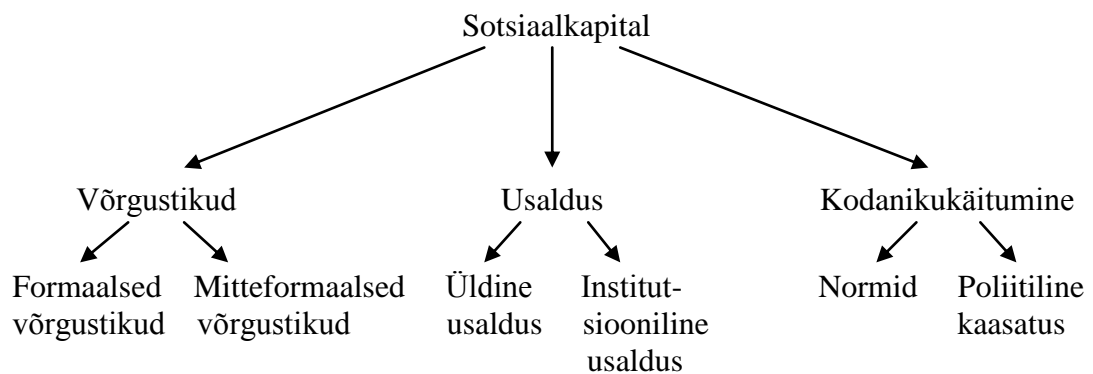 Sotsiaalkapital
Võrgustikud
Usaldus
Kodanikukäitumine
Formaalsed
võrgustikud
Mitteformaalsed
võrgustikud
Üldine
usaldus
Institut-
siooniline
usaldus
Normid
Poliitiline
kaasatus